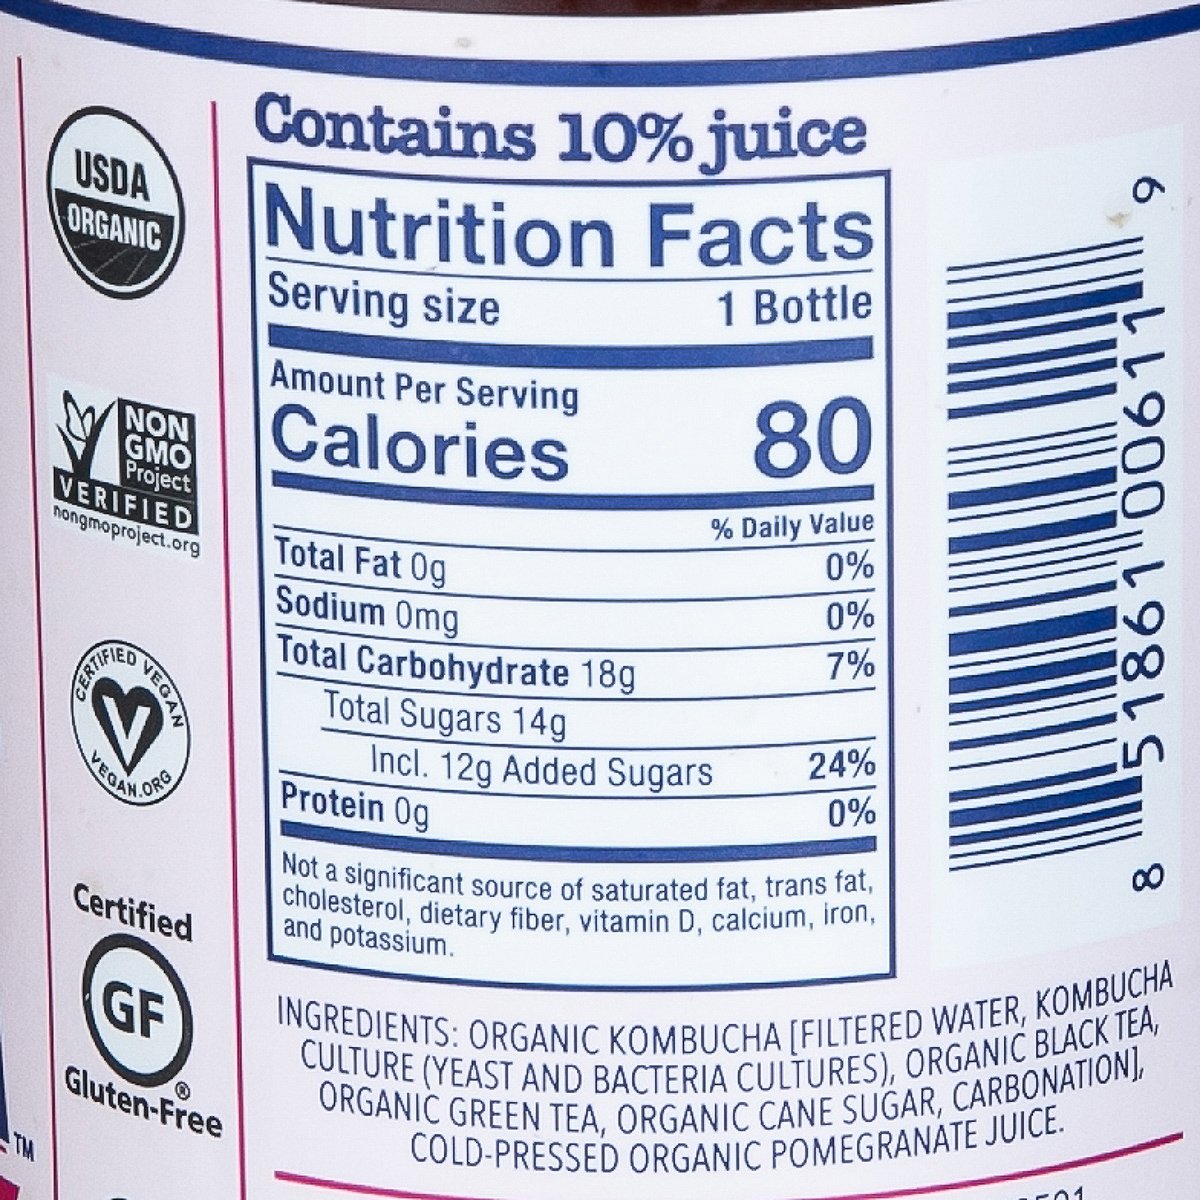 Contains 10% juice
Nutrition Facts
Serving size 1 Bottle
Amount Per Serving
Calories 80
% Daily Value
Total Fat 0g 0%
Sodium 0mg 0%
Total Carbohydrate 18g 7%
Total Sugars 14g
Incl. 12g Added Sugars 24%
Protein 0g 0%
Not a significant source of saturated fat, trans fat,
cholesterol, dietary fiber, vitamin D, calcium, iron,
and potassium.
INGREDIENTS: ORGANIC KOMBUCHA [FILTERED WATER, KOMBUCHA
CULTURE (YEAST AND BACTERIA CULTURES), ORGANIC BLACK TEA,
ORGANIC GREEN TEA, ORGANIC CANE SUGAR, CARBONATION],
COLD-PRESSED ORGANIC POMEGRANATE JUICE.
USDA
ORGANIC
NON
GMO
Project
VERIFIED
nongmoproject.org
CERTIFIED VEGAN
VEGAN.ORG
Certified
GF
®
Gluten-Free
TM
8 51861 00611 9